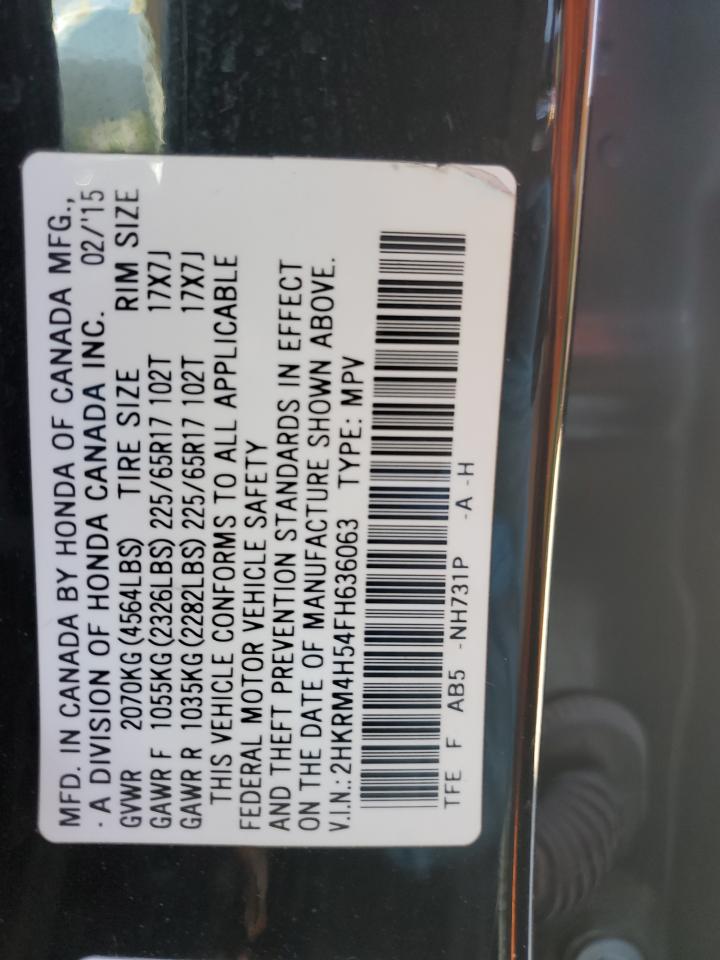 MFD. IN CANADA BY HONDA OF CANADA MFG.,
· A DIVISION OF HONDA CANADA INC. 02/'15
GVWR 2070KG (4564LBS) TIRE SIZE RIM SIZE
GAWR F 1055KG (2326LBS) 225/65R17 102T 17X7J
GAWR R 1035KG (2282LBS) 225/65R17 102T 17X7J
THIS VEHICLE CONFORMS TO ALL APPLICABLE
FEDERAL MOTOR VEHICLE SAFETY
AND THEFT PREVENTION STANDARDS IN EFFECT
ON THE DATE OF MANUFACTURE SHOWN ABOVE.
V.I.N.: 2HKRM4H54FH636063 TYPE: MPV
TFE F AB5 -NH731P -A -H